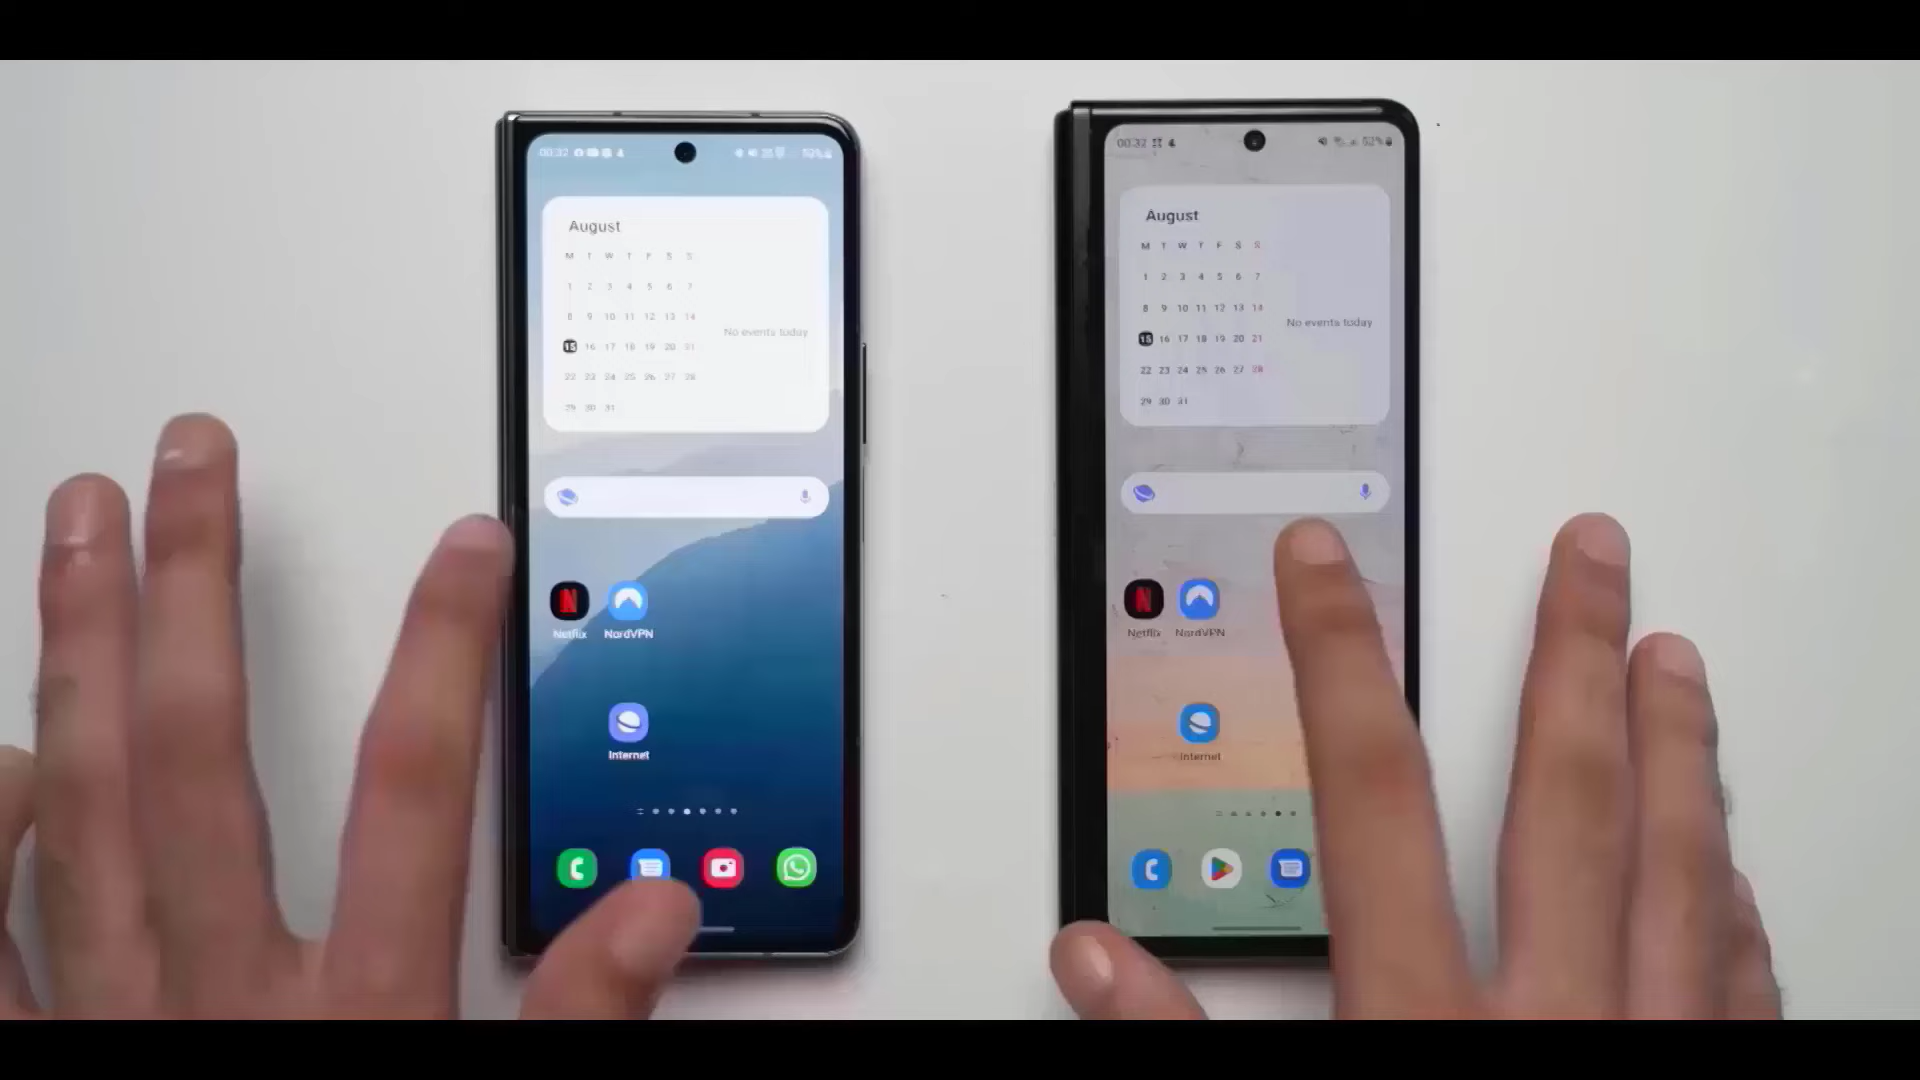 00:32
August
M T W T F S S
1 2 3 4 5 6 7
8 9 10 11 12 13 14
15 16 17 18 19 20 21
22 23 24 25 26 27 28
29 30 31
No events today
Netflix NordVPN
Internet
00:32 52%
August
M T W T F S S
1 2 3 4 5 6 7
8 9 10 11 12 13 14
15 16 17 18 19 20 21
22 23 24 25 26 27 28
29 30 31
No events today
Netflix NordVPN
Internet